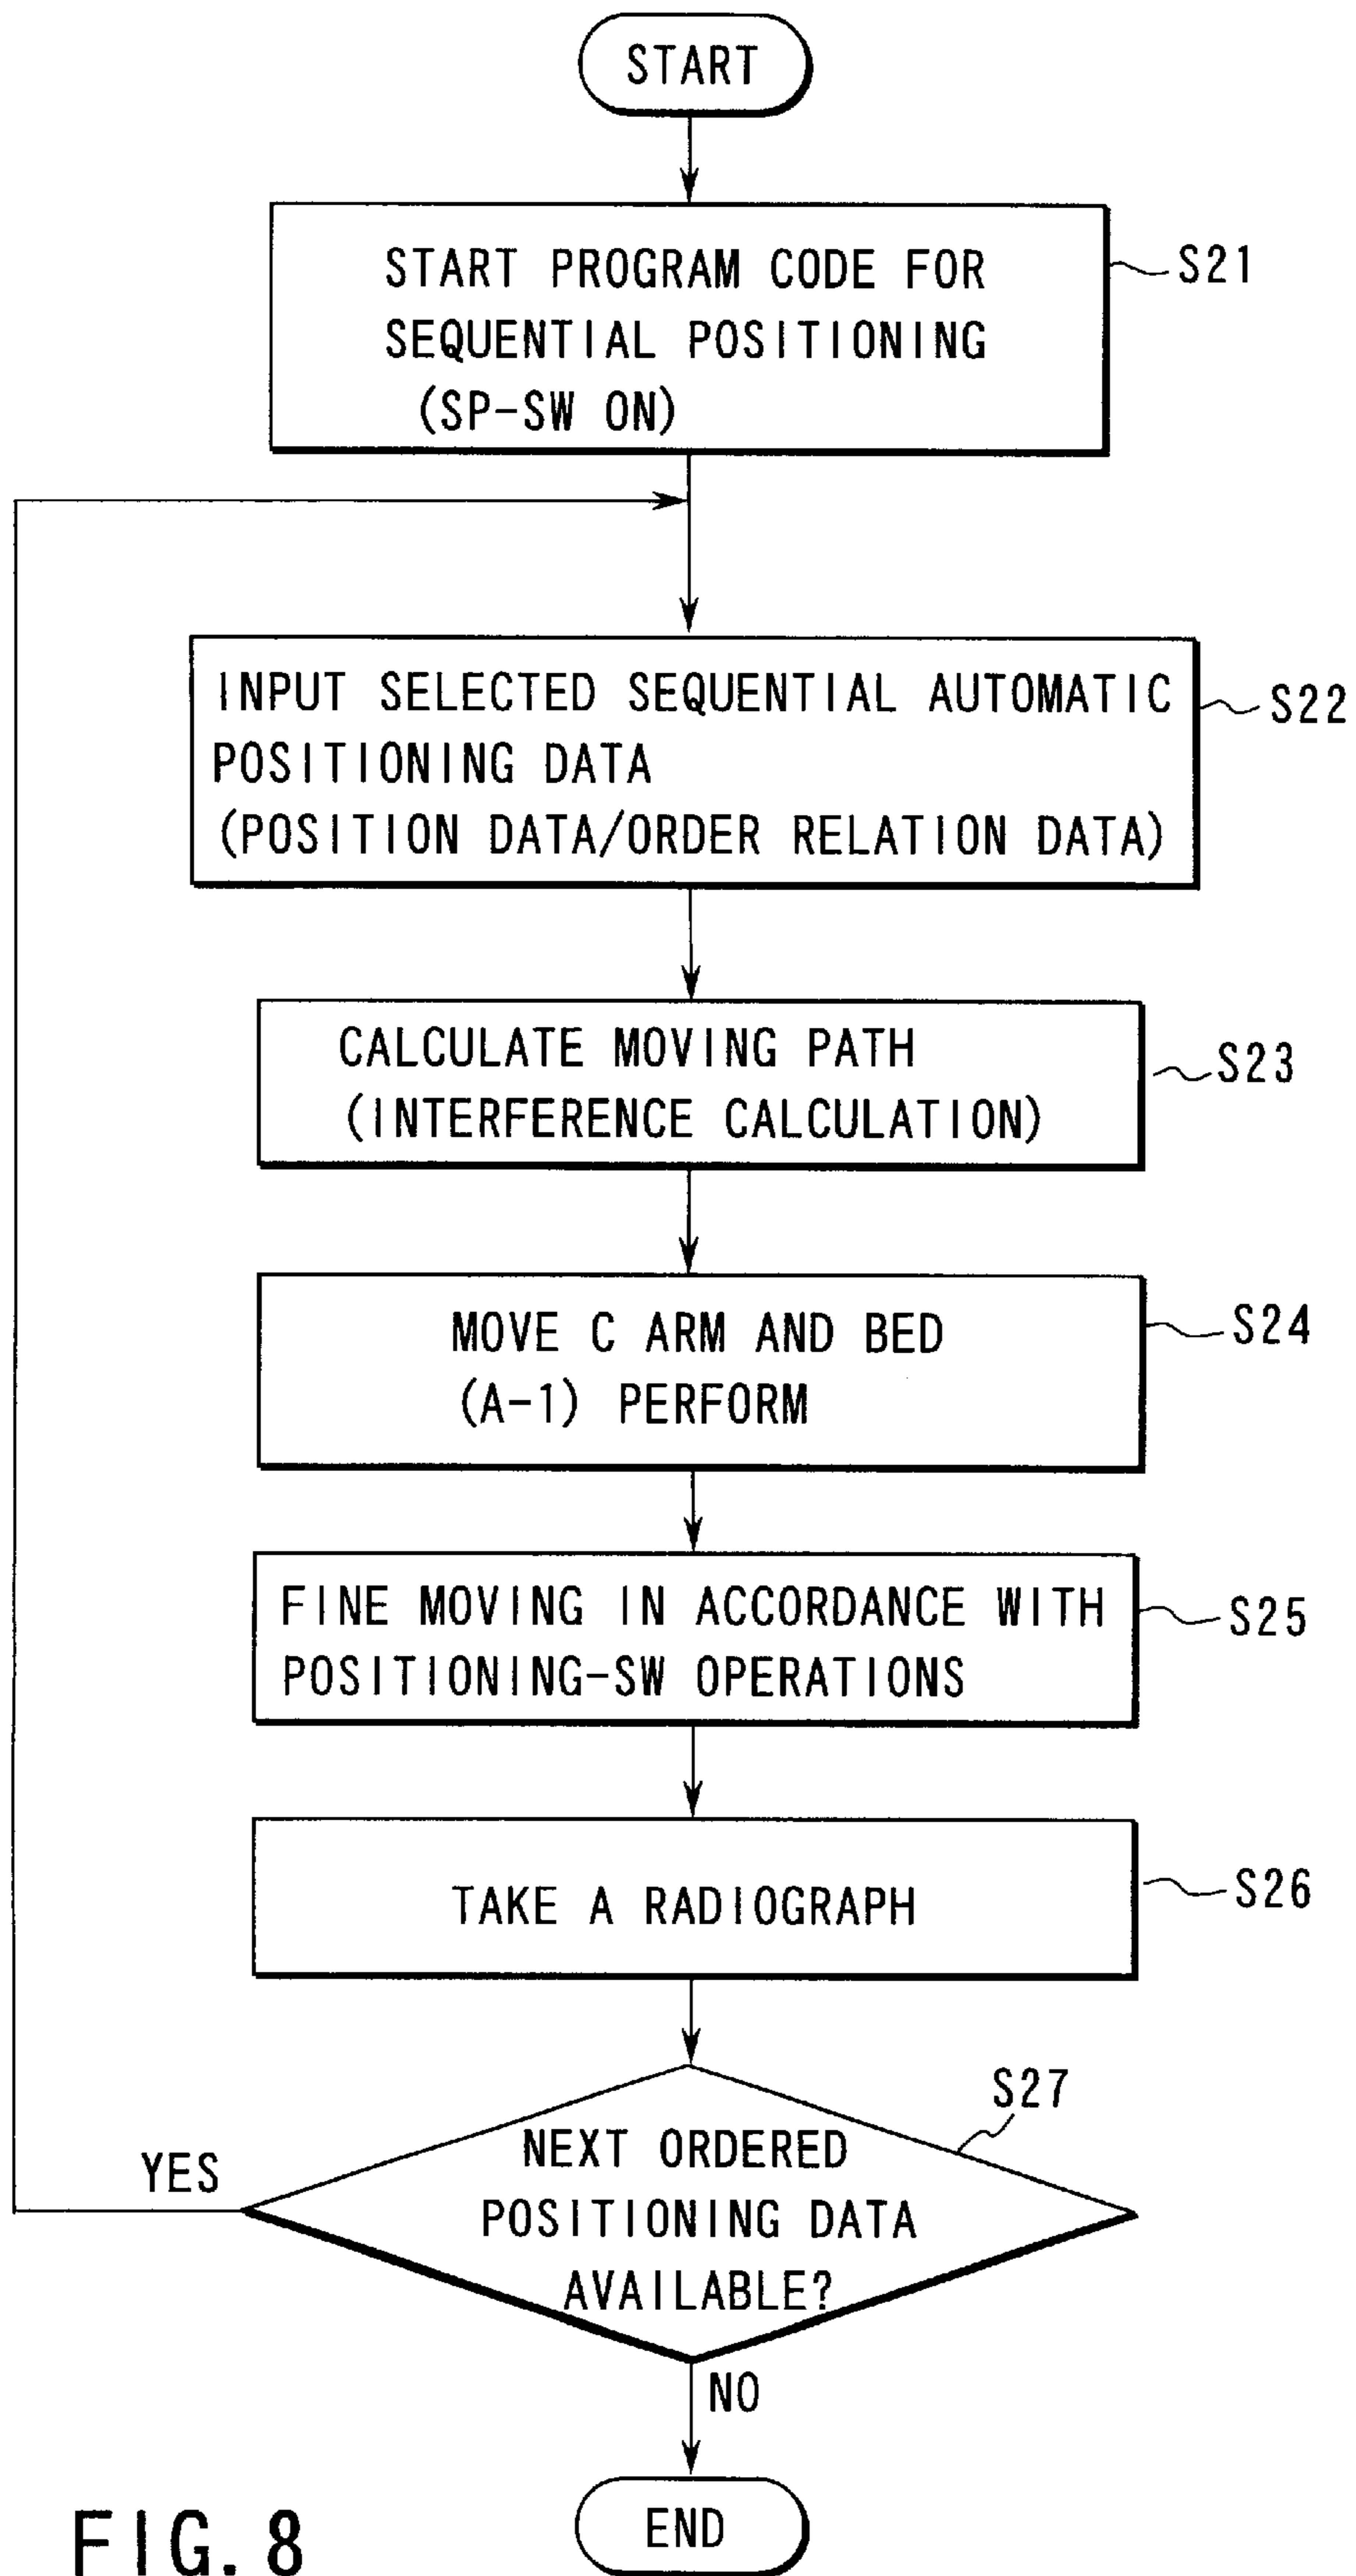 START
START PROGRAM CODE FOR
SEQUENTIAL POSITIONING
(SP-SW ON)
S21
INPUT SELECTED SEQUENTIAL AUTOMATIC
POSITIONING DATA
(POSITION DATA/ORDER RELATION DATA)
S22
CALCULATE MOVING PATH
(INTERFERENCE CALCULATION)
S23
MOVE C ARM AND BED
(A-1) PERFORM
S24
FINE MOVING IN ACCORDANCE WITH
POSITIONING-SW OPERATIONS
S25
TAKE A RADIOGRAPH
S26
S27
NEXT ORDERED
POSITIONING DATA
AVAILABLE?
YES
NO
END
FIG. 8